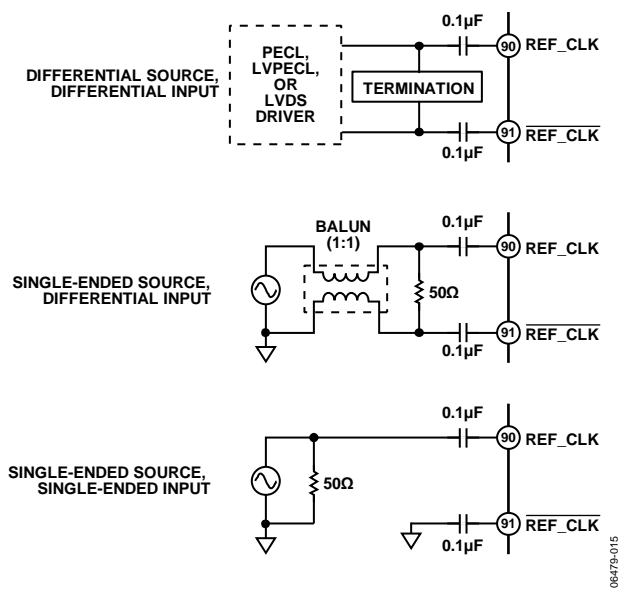 0.1µF
PECL,
LVPECL,
OR
LVDS
DRIVER
90 REF_CLK
DIFFERENTIAL SOURCE,
DIFFERENTIAL INPUT
TERMINATION
91 REF_CLK
0.1µF
BALUN
(1:1)
0.1µF
90 REF_CLK
SINGLE-ENDED SOURCE,
DIFFERENTIAL INPUT
50Ω
91 REF_CLK
0.1µF
0.1µF
90 REF_CLK
SINGLE-ENDED SOURCE,
SINGLE-ENDED INPUT
50Ω
91 REF_CLK
0.1µF
06479-015